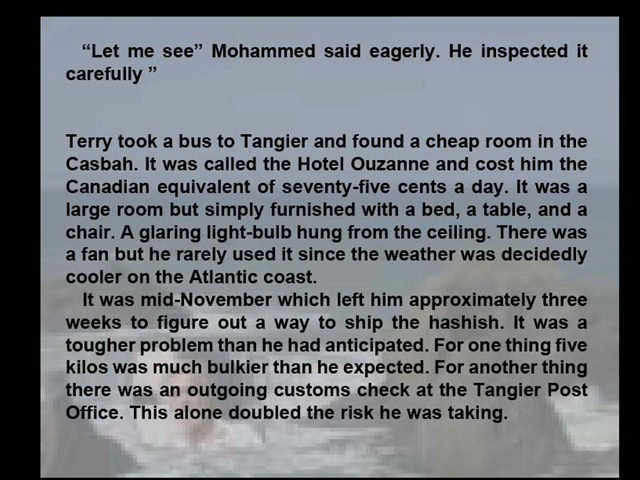 “Let me see” Mohammed said eagerly. He inspected it
carefully ”
Terry took a bus to Tangier and found a cheap room in the
Casbah. It was called the Hotel Ouzanne and cost him the
Canadian equivalent of seventy-five cents a day. It was a
large room but simply furnished with a bed, a table, and a
chair. A glaring light-bulb hung from the ceiling. There was
a fan but he rarely used it since the weather was decidedly
cooler on the Atlantic coast.
It was mid-November which left him approximately three
weeks to figure out a way to ship the hashish. It was a
tougher problem than he had anticipated. For one thing five
kilos was much bulkier than he expected. For another thing
there was an outgoing customs check at the Tangier Post
Office. This alone doubled the risk he was taking.